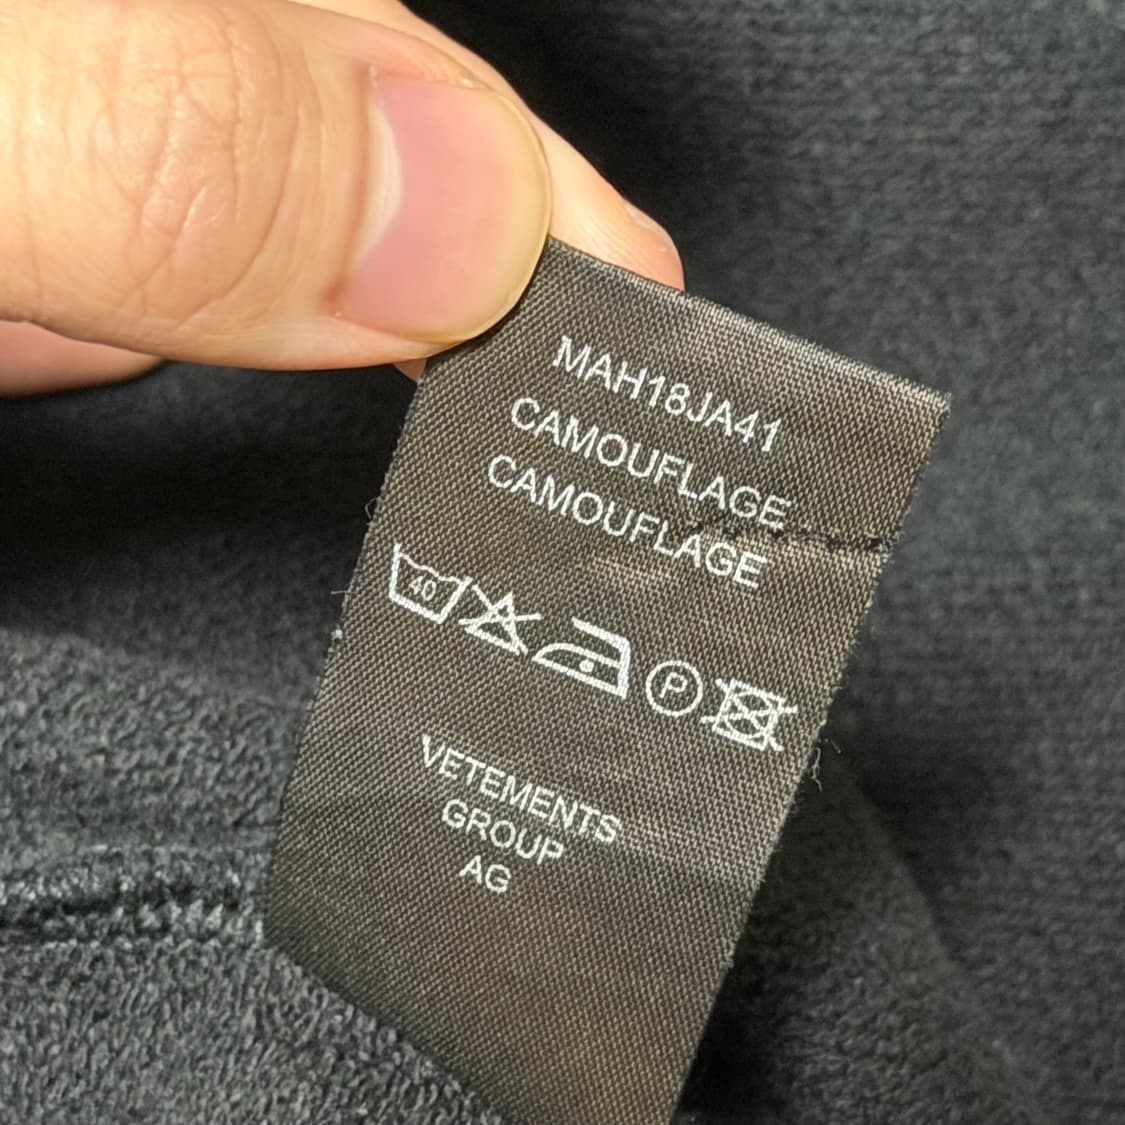 MAH18JA41
CAMOUFLAGE
CAMOUFLAGE
40 P
VETEMENTS
GROUP
AG